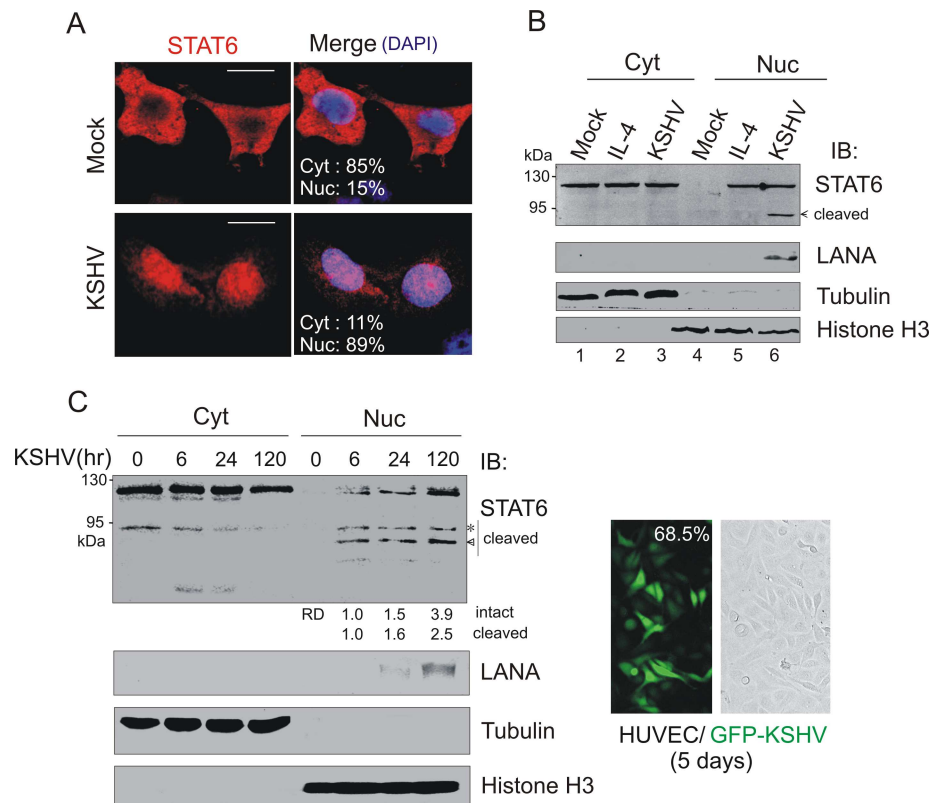 A
STAT6
Merge (DAPI)
Mock
Cyt : 85%
Nuc: 15%
KSHV
Cyt : 11%
Nuc: 89%
B
Cyt
Nuc
Mock
IL-4
KSHV
Mock
IL-4
KSHV
IB:
kDa
130
95
STAT6
cleaved
LANA
Tubulin
Histone H3
1 2 3 4 5 6
C
Cyt
Nuc
KSHV(hr) 0 6 24 120 0 6 24 120 IB:
130
95
kDa
STAT6
*
cleaved
RD 1.0 1.5 3.9 intact
1.0 1.6 2.5 cleaved
LANA
Tubulin
Histone H3
68.5%
HUVEC/ GFP-KSHV
(5 days)